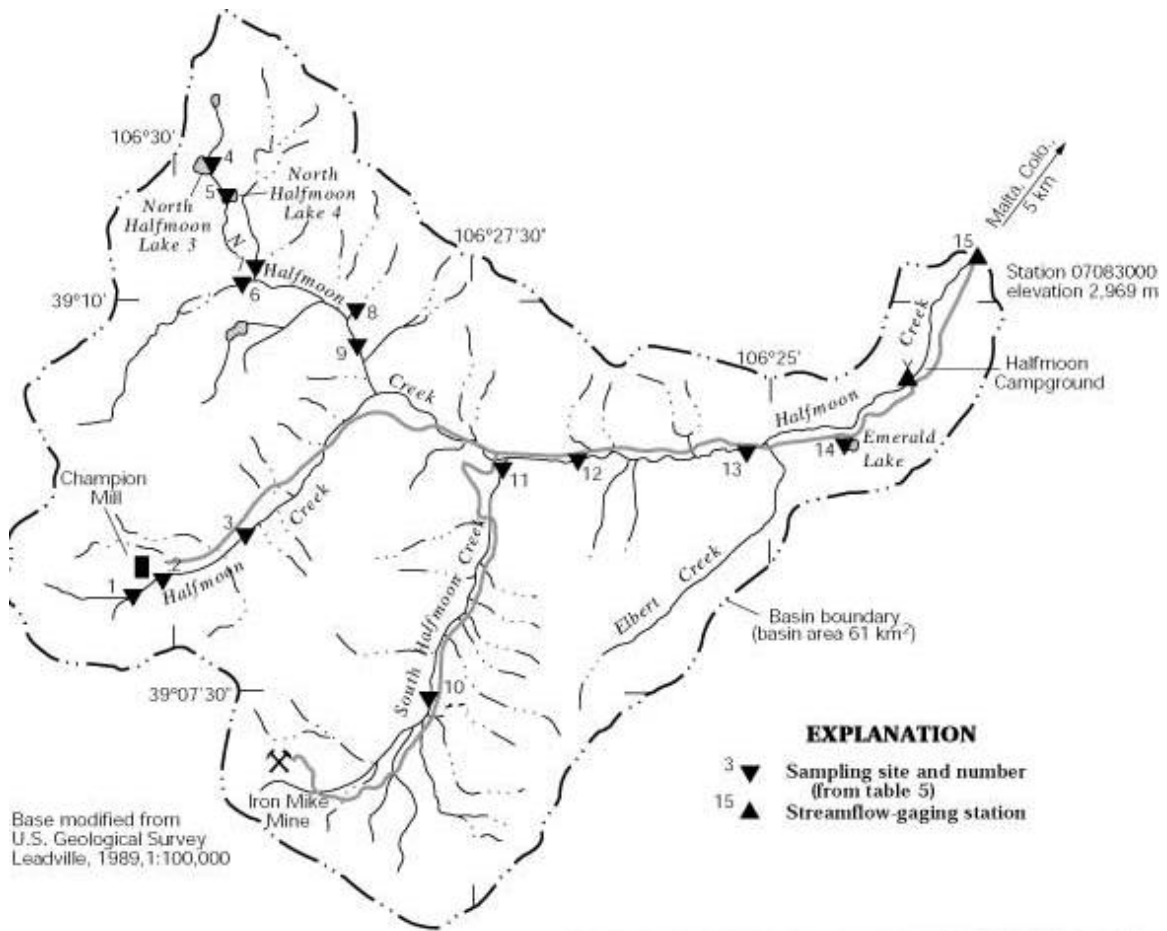 106°30'
4
5
North
Halfmoon
Lake 4
North
Halfmoon
Lake 3
N
Halfmoon
6
8
9
39°10'
106°27'30"
Malta, Colo.,
5 km
15
Station 07083000
elevation 2,969 m
Creek
Halfmoon
Campground
106°25'
Halfmoon
Creek
13
14
Emerald
Lake
11
12
Champion
Mill
3
Creek
1
2
Halfmoon
South Halfmoon Creek
Elbert Creek
Basin boundary
(basin area 61 km²)
39°07'30"
10
Iron Mike
Mine
Base modified from
U.S. Geological Survey
Leadville, 1989,1:100,000
EXPLANATION
3 Sampling site and number
(from table 5)
15 Streamflow-gaging station